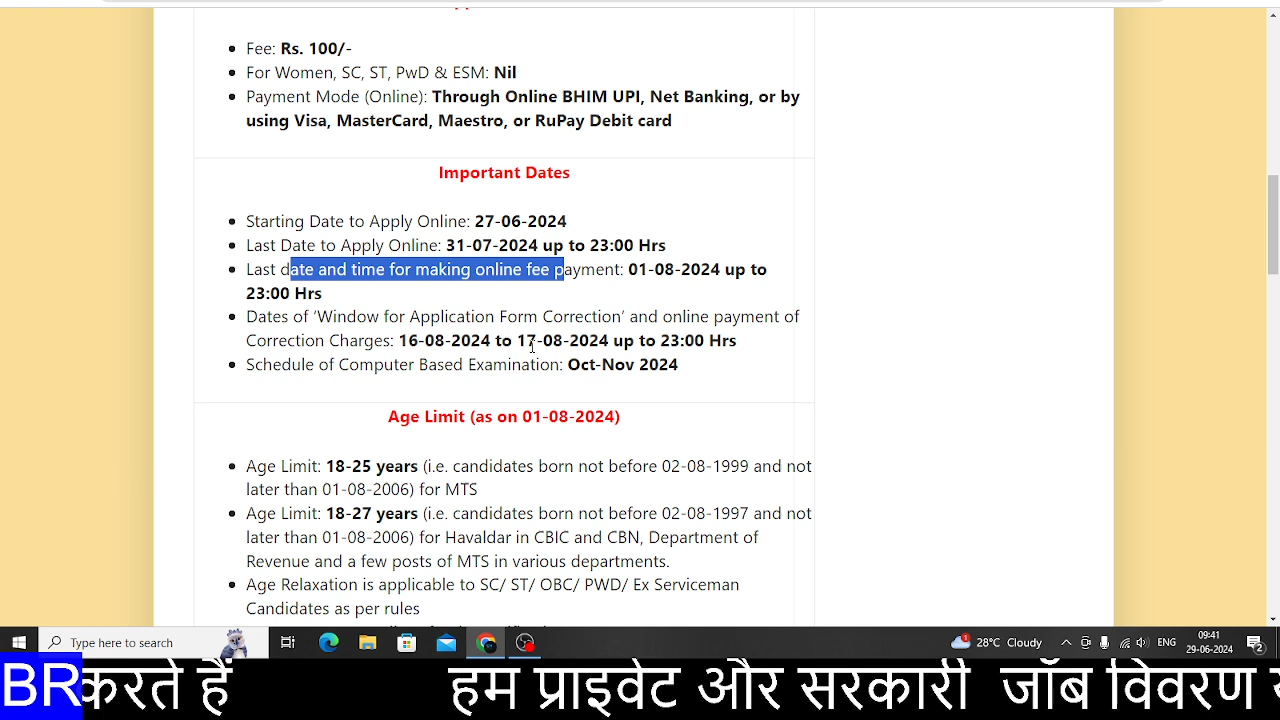 Fee: Rs. 100/-
For Women, SC, ST, PwD & ESM: Nil
Payment Mode (Online): Through Online BHIM UPI, Net Banking, or by
using Visa, MasterCard, Maestro, or RuPay Debit card
Important Dates
Starting Date to Apply Online: 27-06-2024
Last Date to Apply Online: 31-07-2024 up to 23:00 Hrs
Last date and time for making online fee payment: 01-08-2024 up to
23:00 Hrs
Dates of ‘Window for Application Form Correction’ and online payment of
Correction Charges: 16-08-2024 to 17-08-2024 up to 23:00 Hrs
Schedule of Computer Based Examination: Oct-Nov 2024
Age Limit (as on 01-08-2024)
Age Limit: 18-25 years (i.e. candidates born not before 02-08-1999 and not
later than 01-08-2006) for MTS
Age Limit: 18-27 years (i.e. candidates born not before 02-08-1997 and not
later than 01-08-2006) for Havaldar in CBIC and CBN, Department of
Revenue and a few posts of MTS in various departments.
Age Relaxation is applicable to SC/ ST/ OBC/ PWD/ Ex Serviceman
Candidates as per rules
Type here to search
1
28°C Cloudy
ENG
09:41
29-06-2024
2
BR करते हैं हम प्राइवेट और सरकारी जॉब विवरण